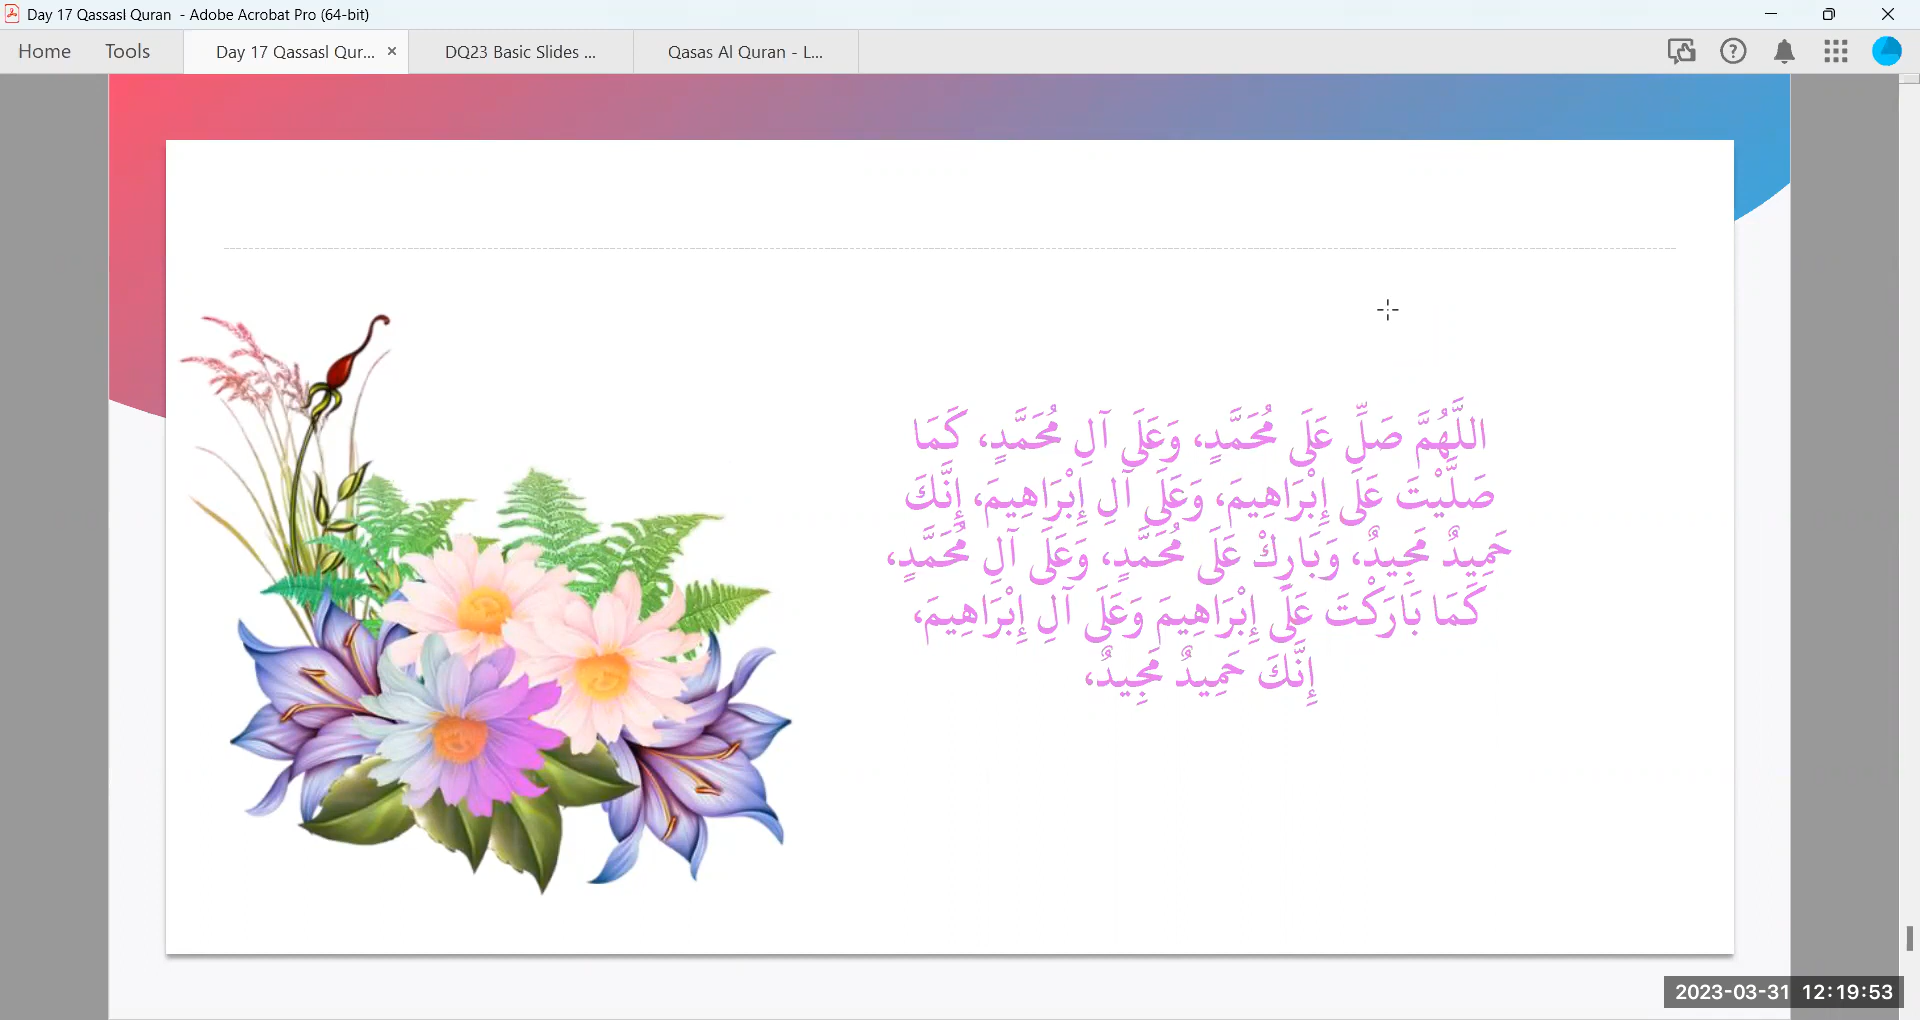 Day 17 Qassasl Quran - Adobe Acrobat Pro (64-bit)
Home Tools Day 17 Qassasl Qur... DQ23 Basic Slides ... Qasas Al Quran - L...
اللَّهُمَّ صَلِّ عَلَى مُحَمَّدٍ، وَعَلَى آلِ مُحَمَّدٍ، كَمَا
صَلَّيْتَ عَلَى إِبْرَاهِيمَ، وَعَلَى آلِ إِبْرَاهِيمَ، إِنَّكَ
حَمِيدٌ مَجِيدٌ، وَبَارِكْ عَلَى مُحَمَّدٍ، وَعَلَى آلِ مُحَمَّدٍ،
كَمَا بَارَكْتَ عَلَى إِبْرَاهِيمَ وَعَلَى آلِ إِبْرَاهِيمَ،
إِنَّكَ حَمِيدٌ مَجِيدٌ،
2023-03-31 12:19:53